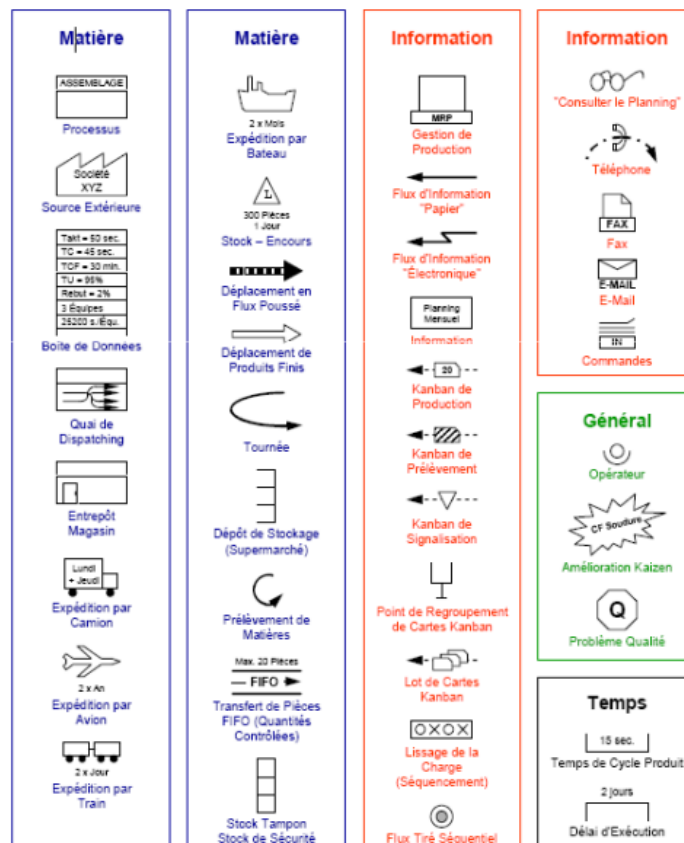 Matière
ASSEMBLAGE
Processus
Société
XYZ
Source Extérieure
Takt = 50 sec.
TC = 45 sec.
TCF = 30 min.
TU = 96%
Rebut = 2%
3 Équipes
25200 s./Équ.
Boîte de Données
Quai de
Dispatching
Entrepôt
Magasin
Lundi
+ Jeudi
Expédition par
Camion
2 x An
Expédition par
Avion
2 x Jour
Expédition par
Train
Matière
2 x Mois
Expédition par
Bateau
L
300 Pièces
1 Jour
Stock – Encours
Déplacement en
Flux Poussé
Déplacement de
Produits Finis
Tournée
Dépôt de Stockage
(Supermarché)
Prélèvement de
Matières
Max. 20 Pièces
FIFO
Transfert de Pièces
FIFO (Quantités
Contrôlées)
Stock Tampon
Stock de Sécurité
Information
MRP
Gestion de
Production
Flux d'Information
"Papier"
Flux d'Information
"Électronique"
Planning
Mensuel
Information
20
Kanban de
Production
Kanban de
Prélèvement
Kanban de
Signalisation
Point de Regroupement
de Cartes Kanban
Lot de Cartes
Kanban
OXOX
Lissage de la
Charge
(Séquencement)
Flux Tiré Séquentiel
Information
"Consulter le Planning"
Téléphone
FAX
Fax
E-MAIL
E-Mail
IN
Commandes
Général
Opérateur
CF Soudure
Amélioration Kaizen
Q
Problème Qualité
Temps
15 sec.
Temps de Cycle Produit
2 jours
Délai d'Exécution